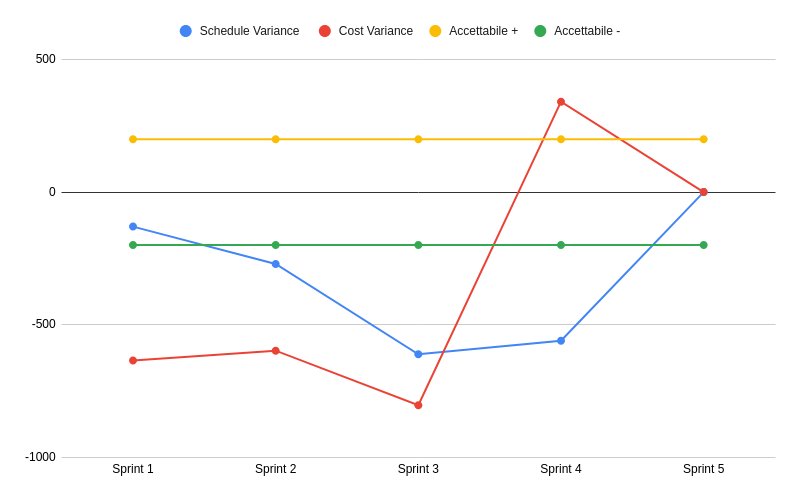 Schedule Variance Cost Variance Accettabile + Accettabile -
500
0
-500
-1000
Sprint 1 Sprint 2 Sprint 3 Sprint 4 Sprint 5